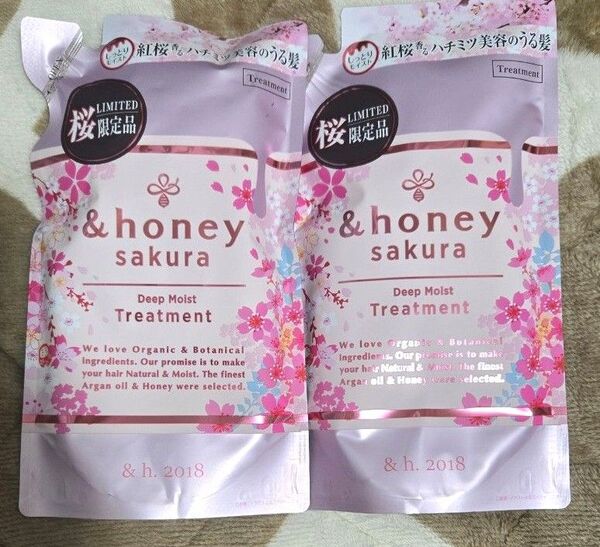 しっとり
モイスト
紅桜香るハチミツ美容のうる髪
Treatment
LIMITED
桜限定品
&honey
sakura
Deep Moist
Treatment
We love Organic & Botanical
ingredients. Our promise is to make
your hair Natural & Moist. The finest
Argan oil & Honey were selected.
& h. 2018
しっとり
モイスト
紅桜香るハチミツ美容のうる髪
Treatment
LIMITED
桜限定品
&honey
sakura
Deep Moist
Treatment
We love Organic & Botanical
ingredients. Our promise is to make
your hair Natural & Moist. The finest
Argan oil & Honey were selected.
& h. 2018